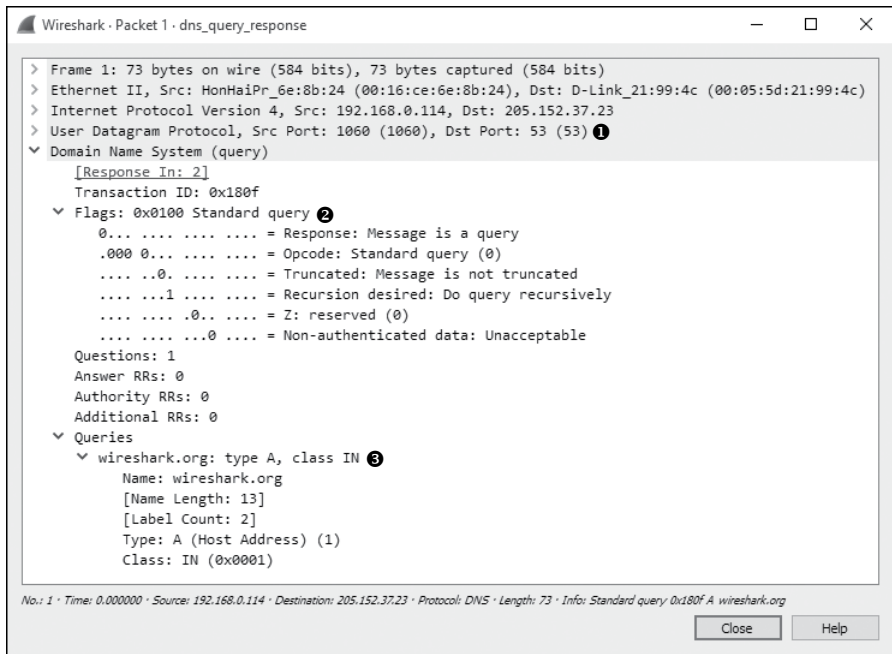 Wireshark · Packet 1 · dns_query_response
> Frame 1: 73 bytes on wire (584 bits), 73 bytes captured (584 bits)
> Ethernet II, Src: HonHaiPr_6e:8b:24 (00:16:ce:6e:8b:24), Dst: D-Link_21:99:4c (00:05:5d:21:99:4c)
> Internet Protocol Version 4, Src: 192.168.0.114, Dst: 205.152.37.23
> User Datagram Protocol, Src Port: 1060 (1060), Dst Port: 53 (53) ❶
Domain Name System (query)
[Response In: 2]
Transaction ID: 0x180f
Flags: 0x0100 Standard query ❷
0... .... .... .... = Response: Message is a query
.000 0... .... .... = Opcode: Standard query (0)
.... ..0. .... .... = Truncated: Message is not truncated
.... ...1 .... .... = Recursion desired: Do query recursively
.... .... .0.. .... = Z: reserved (0)
.... .... ...0 .... = Non-authenticated data: Unacceptable
Questions: 1
Answer RRs: 0
Authority RRs: 0
Additional RRs: 0
Queries
wireshark.org: type A, class IN ❸
Name: wireshark.org
[Name Length: 13]
[Label Count: 2]
Type: A (Host Address) (1)
Class: IN (0x0001)
No.: 1 · Time: 0.000000 · Source: 192.168.0.114 · Destination: 205.152.37.23 · Protocol: DNS · Length: 73 · Info: Standard query 0x180f A wireshark.org
Close Help